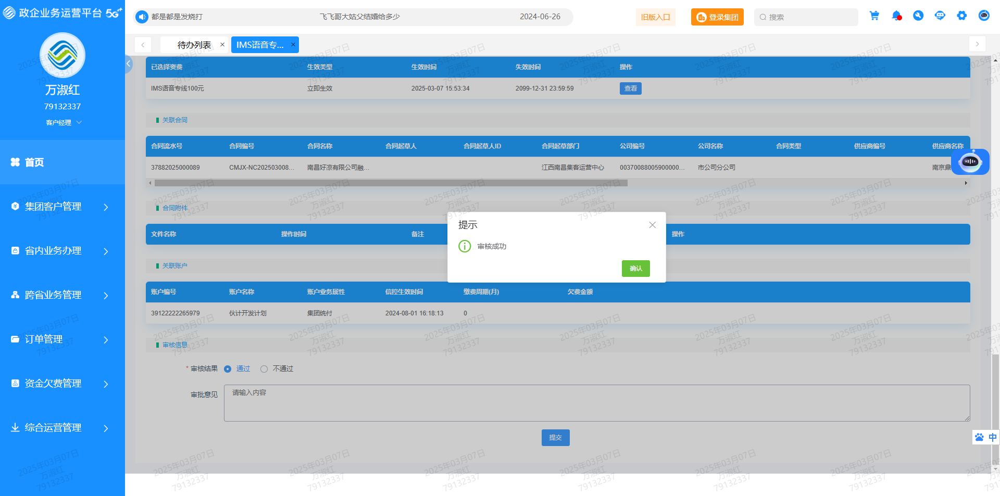 政企业务运营平台 5G+
都是都是发烧打
飞飞哥大姑父结婚给多少
2024-06-26
旧版入口
登录集团
搜索
待办列表
IMS语音专...
万淑红
79132337
客户经理
首页
集团客户管理
省内业务办理
跨省业务管理
订单管理
资金欠费管理
综合运营管理
已选择资费 生效类型 生效时间 失效时间 操作
IMS语音专线100元 立即生效 2025-03-07 15:53:34 2099-12-31 23:59:59 查看
关联合同
合同流水号 合同编号 合同名称 合同起草人 合同起草人ID 合同起草部门 公司编号 公司名称 合同类型 供应商编号 供应商名称
37882025000089 CMJX-NC202503008... 南昌好凉有限公司融... 江西南昌集客运营中心 00370088005900000... 市公司分公司 南京鼎
合同附件
文件名称 操作时间 备注 操作
提示
审核成功
确认
关联账户
账户编号 账户名称 账户业务属性 信控生效时间 缴费周期(月) 欠费金额
39122222265979 伙计开发计划 集团统付 2024-08-01 16:18:13 0
审核信息
* 审核结果 通过 不通过
审批意见 请输入内容
提交
中
2025年03月07日
万淑红
79132337